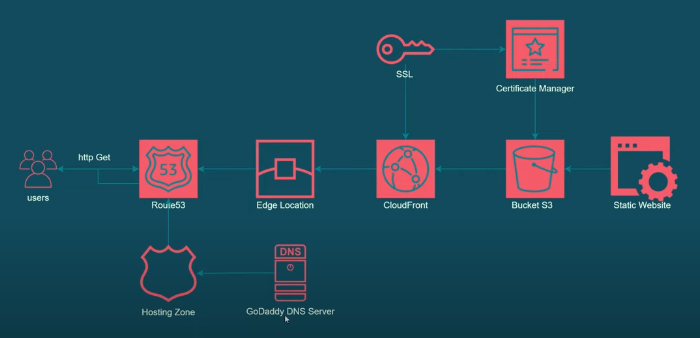 SSL
Certificate Manager
http Get
53
users
Route53
Edge Location
CloudFront
Bucket S3
Static Website
DNS
Hosting Zone
GoDaddy DNS Server